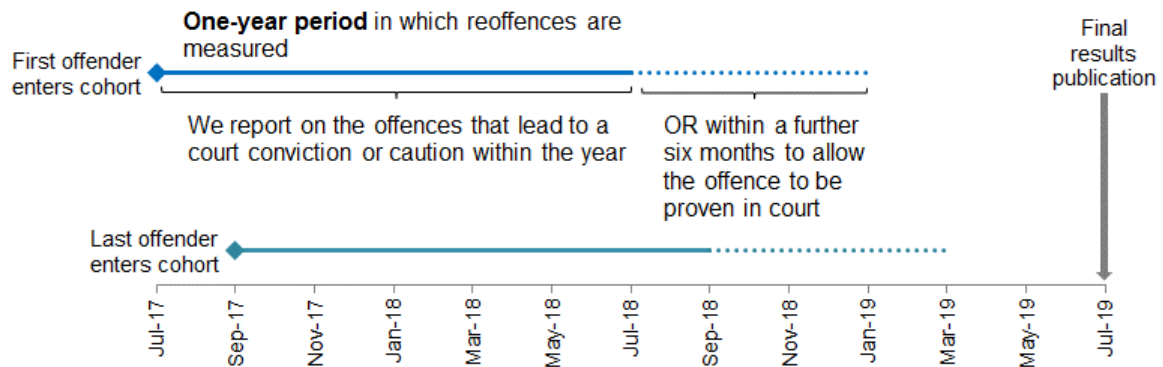 One-year period in which reoffences are
measured
First offender
enters cohort
Final
results
publication
We report on the offences that lead to a
court conviction or caution within the year
OR within a further
six months to allow
the offence to be
proven in court
Last offender
enters cohort
Jul-17
Sep-17
Nov-17
Jan-18
Mar-18
May-18
Jul-18
Sep-18
Nov-18
Jan-19
Mar-19
May-19
Jul-19